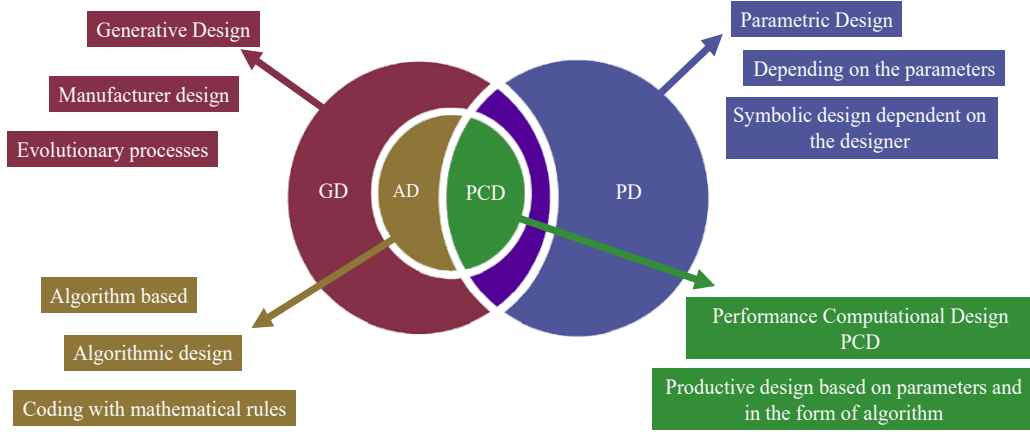 Generative Design
Manufacturer design
Evolutionary processes
Parametric Design
Depending on the parameters
Symbolic design dependent on
the designer
GD
AD
PCD
PD
Algorithm based
Algorithmic design
Coding with mathematical rules
Performance Computational Design
PCD
Productive design based on parameters and
in the form of algorithm